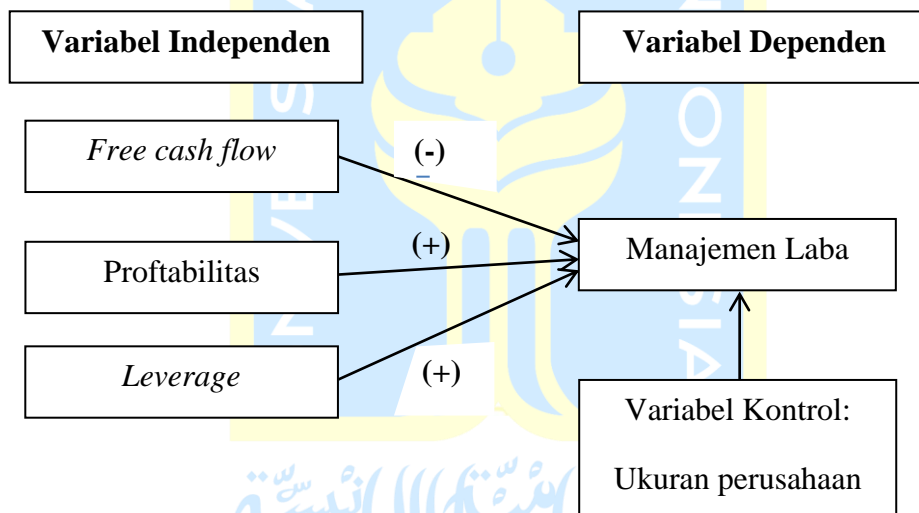 Variabel Independen
Variabel Dependen
Free cash flow
(-)
Proftabilitas
(+)
Manajemen Laba
Leverage
(+)
Variabel Kontrol:
Ukuran perusahaan